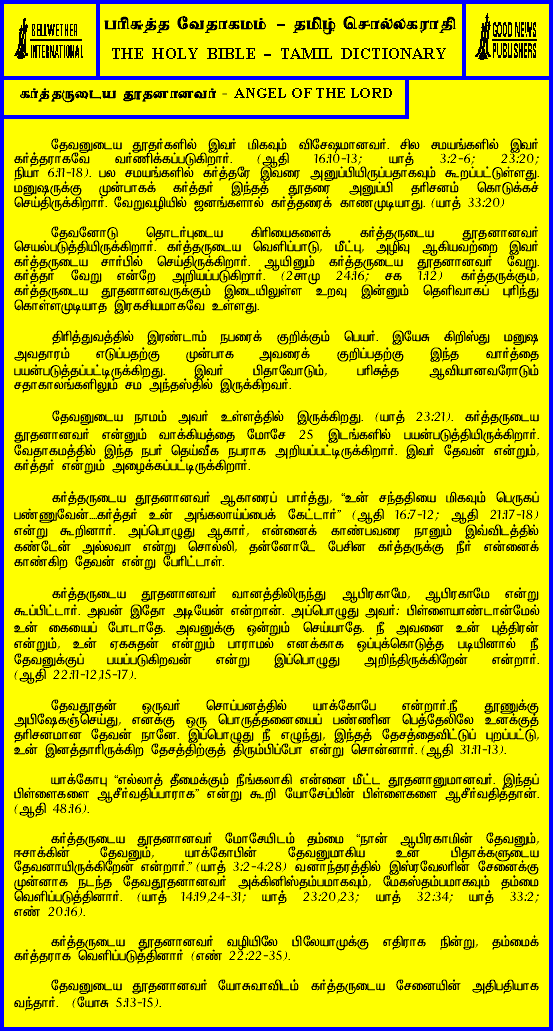 BELLWETHER
INTERNATIONAL
பரிசுத்த வேதாகமம் – தமிழ் சொல்லகராதி
THE HOLY BIBLE – TAMIL DICTIONARY
GOOD NEWS
PUBLISHERS
கர்த்தருடைய தூதனானவர் - ANGEL OF THE LORD
தேவனுடைய தூதர்களில் இவர் மிகவும் விசேஷமானவர். சில சமயங்களில் இவர்
கர்த்தராகவே வர்ணிக்கப்படுகிறார். (ஆதி 16:10-13; யாத் 3:2-6; 23:20;
நியா 6:11-18). பல சமயங்களில் கர்த்தரே இவரை அனுப்பியிருப்பதாகவும் கூறப்பட்டுள்ளது.
மனுஷருக்கு முன்பாகக் கர்த்தர் இந்தத் தூதரை அனுப்பி தரிசனம் கொடுக்கச்
செய்திருக்கிறார். வேறுவழியில் ஜனங்களால் கர்த்தரைக் காணமுடியாது. (யாத் 33:20)
தேவனோடு தொடர்புடைய கிரியைகளைக் கர்த்தருடைய தூதனானவர்
செயல்படுத்தியிருக்கிறார். கர்த்தருடைய வெளிப்பாடு, மீட்பு, அழிவு ஆகியவற்றை இவர்
கர்த்தருடைய சார்பில் செய்திருக்கிறார். ஆயினும் கர்த்தருடைய தூதனானவர் வேறு.
கர்த்தர் வேறு என்றே அறியப்படுகிறார். (2சாமு 24:16; சக 1:12) கர்த்தருக்கும்,
கர்த்தருடைய தூதனானவருக்கும் இடையிலுள்ள உறவு இன்னும் தெளிவாகப் புரிந்து
கொள்ளமுடியாத இரகசியமாகவே உள்ளது.
திரித்துவத்தில் இரண்டாம் நபரைக் குறிக்கும் பெயர். இயேசு கிறிஸ்து மனுஷ
அவதாரம் எடுப்பதற்கு முன்பாக அவரைக் குறிப்பதற்கு இந்த வார்த்தை
பயன்படுத்தப்பட்டிருக்கிறது. இவர் பிதாவோடும், பரிசுத்த ஆவியானவரோடும்
சதாகாலங்களிலும் சம அந்தஸ்தில் இருக்கிறவர்.
தேவனுடைய நாமம் அவர் உள்ளத்தில் இருக்கிறது. (யாத் 23:21). கர்த்தருடைய
தூதனானவர் என்னும் வாக்கியத்தை மோசே 25 இடங்களில் பயன்படுத்தியிருக்கிறார்.
வேதாகமத்தில் இந்த நபர் தெய்வீக நபராக அறியப்பட்டிருக்கிறார். இவர் தேவன் என்றும்,
கர்த்தர் என்றும் அழைக்கப்பட்டிருக்கிறார்.
கர்த்தருடைய தூதனானவர் ஆகாரைப் பார்த்து, “உன் சந்ததியை மிகவும் பெருகப்
பண்ணுவேன்...கர்த்தர் உன் அங்கலாய்ப்பைக் கேட்டார்” (ஆதி 16:7-12; ஆதி 21:17-18)
என்று கூறினார். அப்பொழுது ஆகார், என்னைக் காண்பவரை நானும் இவ்விடத்தில்
கண்டேன் அல்லவா என்று சொல்லி, தன்னோடே பேசின கர்த்தருக்கு நீர் என்னைக்
காண்கிற தேவன் என்று பேரிட்டாள்.
கர்த்தருடைய தூதனானவர் வானத்திலிருந்து ஆபிரகாமே, ஆபிரகாமே என்று
கூப்பிட்டார். அவன் இதோ அடியேன் என்றான். அப்பொழுது அவர்: பிள்ளையாண்டான்மேல்
உன் கையைப் போடாதே. அவனுக்கு ஒன்றும் செய்யாதே. நீ அவனை உன் புத்திரன்
என்றும், உன் ஏகசுதன் என்றும் பாராமல் எனக்காக ஒப்புக்கொடுத்த படியினால் நீ
தேவனுக்குப் பயப்படுகிறவன் என்று இப்பொழுது அறிந்திருக்கிறேன் என்றார்.
(ஆதி 22:11-12,15-17).
தேவதூதன் ஒருவர் சொப்பனத்தில் யாக்கோபே என்றார்.நீ தூணுக்கு
அபிஷேகஞ்செய்து, எனக்கு ஒரு பொருத்தனையைப் பண்ணின பெத்தேலிலே உனக்குத்
தரிசனமான தேவன் நானே. இப்பொழுது நீ எழுந்து, இந்தத் தேசத்தைவிட்டுப் புறப்பட்டு,
உன் இனத்தாரிருக்கிற தேசத்திற்குத் திரும்பிப்போ என்று சொன்னார். (ஆதி 31:11-13).
யாக்கோபு “எல்லாத் தீமைக்கும் நீங்கலாகி என்னை மீட்ட தூதனானுமானவர். இந்தப்
பிள்ளைகளை ஆசீர்வதிப்பாராக” என்று கூறி யோசேப்பின் பிள்ளைகளை ஆசீர்வதித்தான்.
(ஆதி 48:16).
கர்த்தருடைய தூதனானவர் மோசேயிடம் தம்மை “நான் ஆபிரகாமின் தேவனும்,
ஈசாக்கின் தேவனும், யாக்கோபின் தேவனுமாகிய உன் பிதாக்களுடைய
தேவனாயிருக்கிறேன் என்றார்.” (யாத் 3:2-4:28) வனாந்தரத்தில் இஸ்ரவேலரின் சேனைக்கு
முன்னாக நடந்த தேவதூதனானவர் அக்கினிஸ்தம்பமாகவும், மேகஸ்தம்பமாகவும் தம்மை
வெளிப்படுத்தினார். (யாத் 14:19,24-31; யாத் 23:20,23; யாத் 32:34; யாத் 33:2;
எண் 20:16).
கர்த்தருடைய தூதனானவர் வழியிலே பிலேயாமுக்கு எதிராக நின்று, தம்மைக்
கர்த்தராக வெளிப்படுத்தினார் (எண் 22:22-35).
தேவனுடைய தூதனானவர் யோசுவாவிடம் கர்த்தருடைய சேனையின் அதிபதியாக
வந்தார். (யோசு 5:13-15).